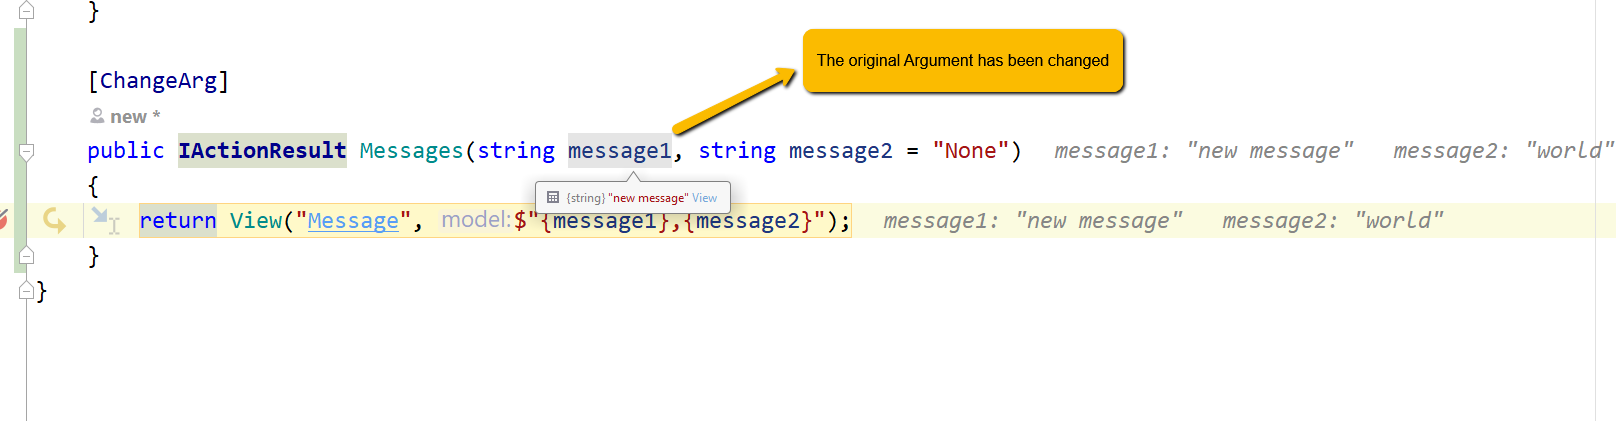 }
The original Argument has been changed
[ChangeArg]
new *
public IActionResult Messages(string message1, string message2 = "None") message1: "new message" message2: "world"
{
{string} "new message" View
return View("Message", model: $"{message1},{message2}"); message1: "new message" message2: "world"
}
}